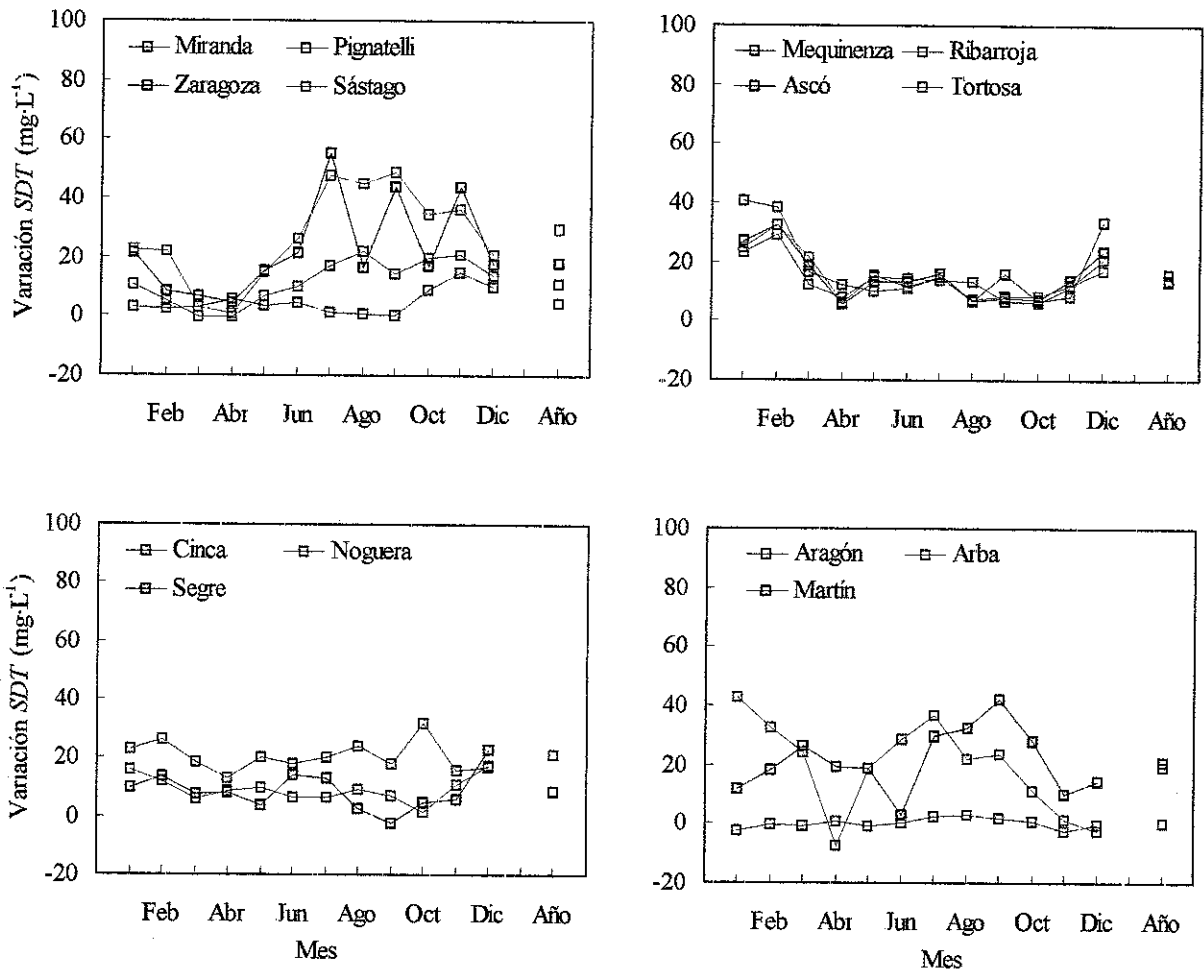 Variación SDT (mg·L⁻¹)
100
80
60
40
20
0
-20
Miranda
Pignatelli
Zaragoza
Sástago
Feb Abr Jun Ago Oct Dic Año
100
80
60
40
20
0
-20
Mequinenza
Ribarroja
Ascó
Tortosa
Feb Abr Jun Ago Oct Dic Año
Variación SDT (mg·L⁻¹)
100
80
60
40
20
0
-20
Cinca
Noguera
Segre
Feb Abr Jun Ago Oct Dic Año
Mes
100
80
60
40
20
0
-20
Aragón
Arba
Martín
Feb Abr Jun Ago Oct Dic Año
Mes